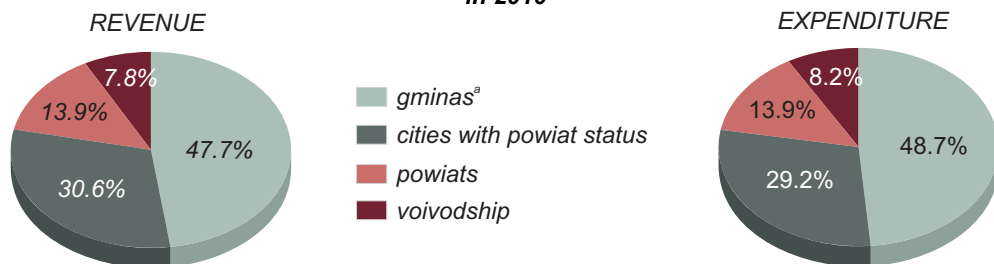 REVENUE
EXPENDITURE
7.8%
13.9%
47.7%
30.6%
gminasᵃ
cities with powiat status
powiats
voivodship
8.2%
13.9%
48.7%
29.2%